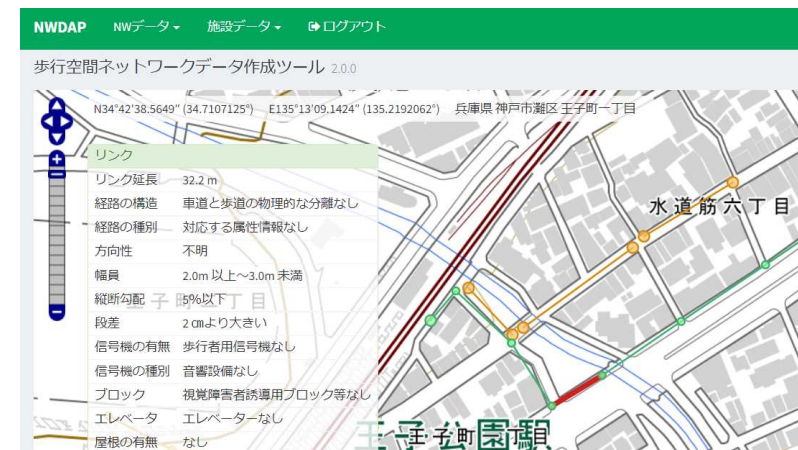 NWDAP NWデータ 施設データ ログアウト
歩行空間ネットワークデータ作成ツール 2.0.0
N34°42'38.5649" (34.7107125°) E135°13'09.1424" (135.2192062°) 兵庫県 神戸市灘区 王子町一丁目
リンク
リンク延長 32.2 m
経路の構造 車道と歩道の物理的な分離なし
経路の種別 対応する属性情報なし
方向性 不明
幅員 2.0m 以上～3.0m 未満
縦断勾配 5%以下
段差 2㎝より大きい
信号機の有無 歩行者用信号機なし
信号機の種別 音響設備なし
ブロック 視覚障害者誘導用ブロック等なし
エレベータ エレベーターなし
屋根の有無 なし
水道筋六丁目
王子公園駅